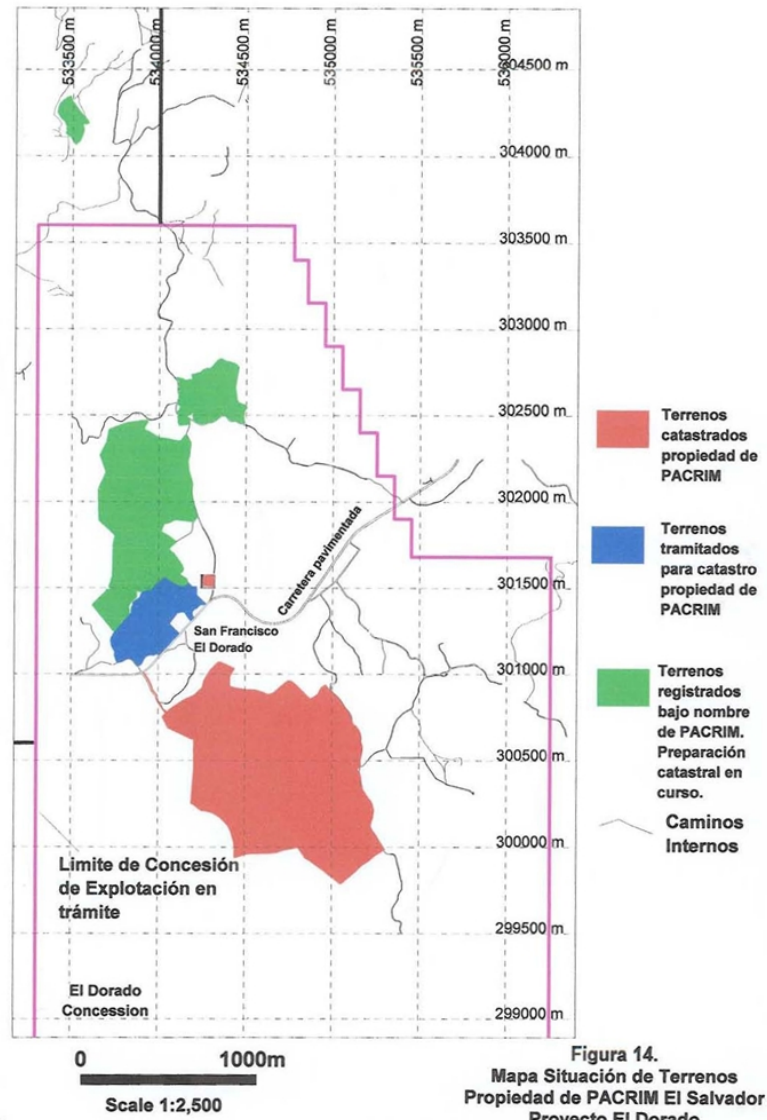 533500 m
534000 m
534500 m
535000 m
535500 m
536000 m
304500 m
304000 m
303500 m
303000 m
302500 m
302000 m
301500 m
301000 m
300500 m
300000 m
299500 m
299000 m
Carretera pavimentada
San Francisco
El Dorado
Limite de Concesión
de Explotación en
trámite
El Dorado
Concession
Terrenos
catastrados
propiedad de
PACRIM
Terrenos
tramitados
para catastro
propiedad de
PACRIM
Terrenos
registrados
bajo nombre
de PACRIM.
Preparación
catastral en
curso.
Caminos
Internos
0 1000m
Scale 1:2,500
Figura 14.
Mapa Situación de Terrenos
Propiedad de PACRIM El Salvador
Proyecto El Dorado